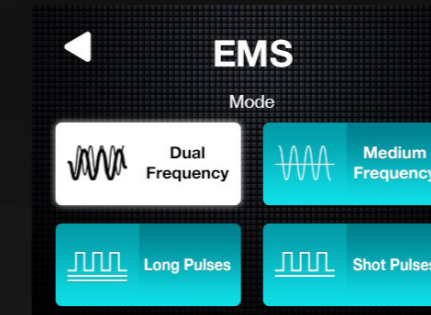 EMS
Mode
Dual
Frequency
Medium
Frequency
Long Pulses
Shot Pulses